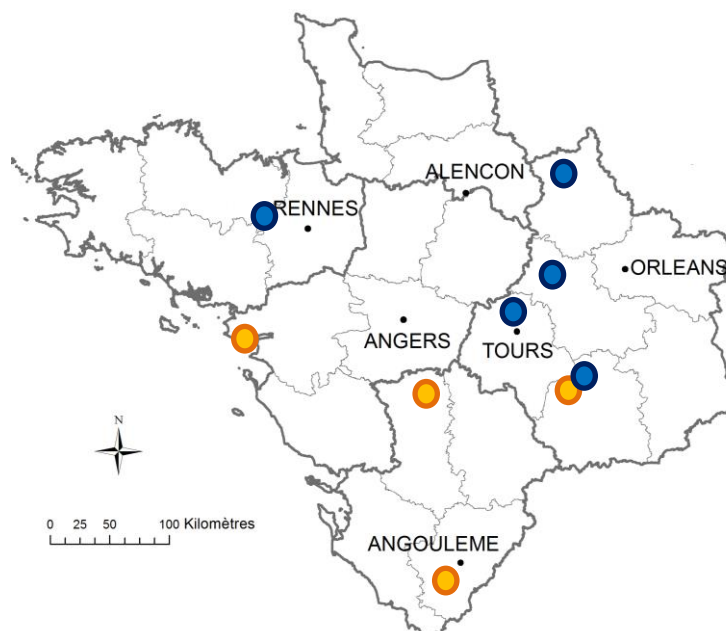 ALENCON
RENNES
ORLEANS
ANGERS
TOURS
N
0 25 50 100 Kilomètres
ANGOULEME